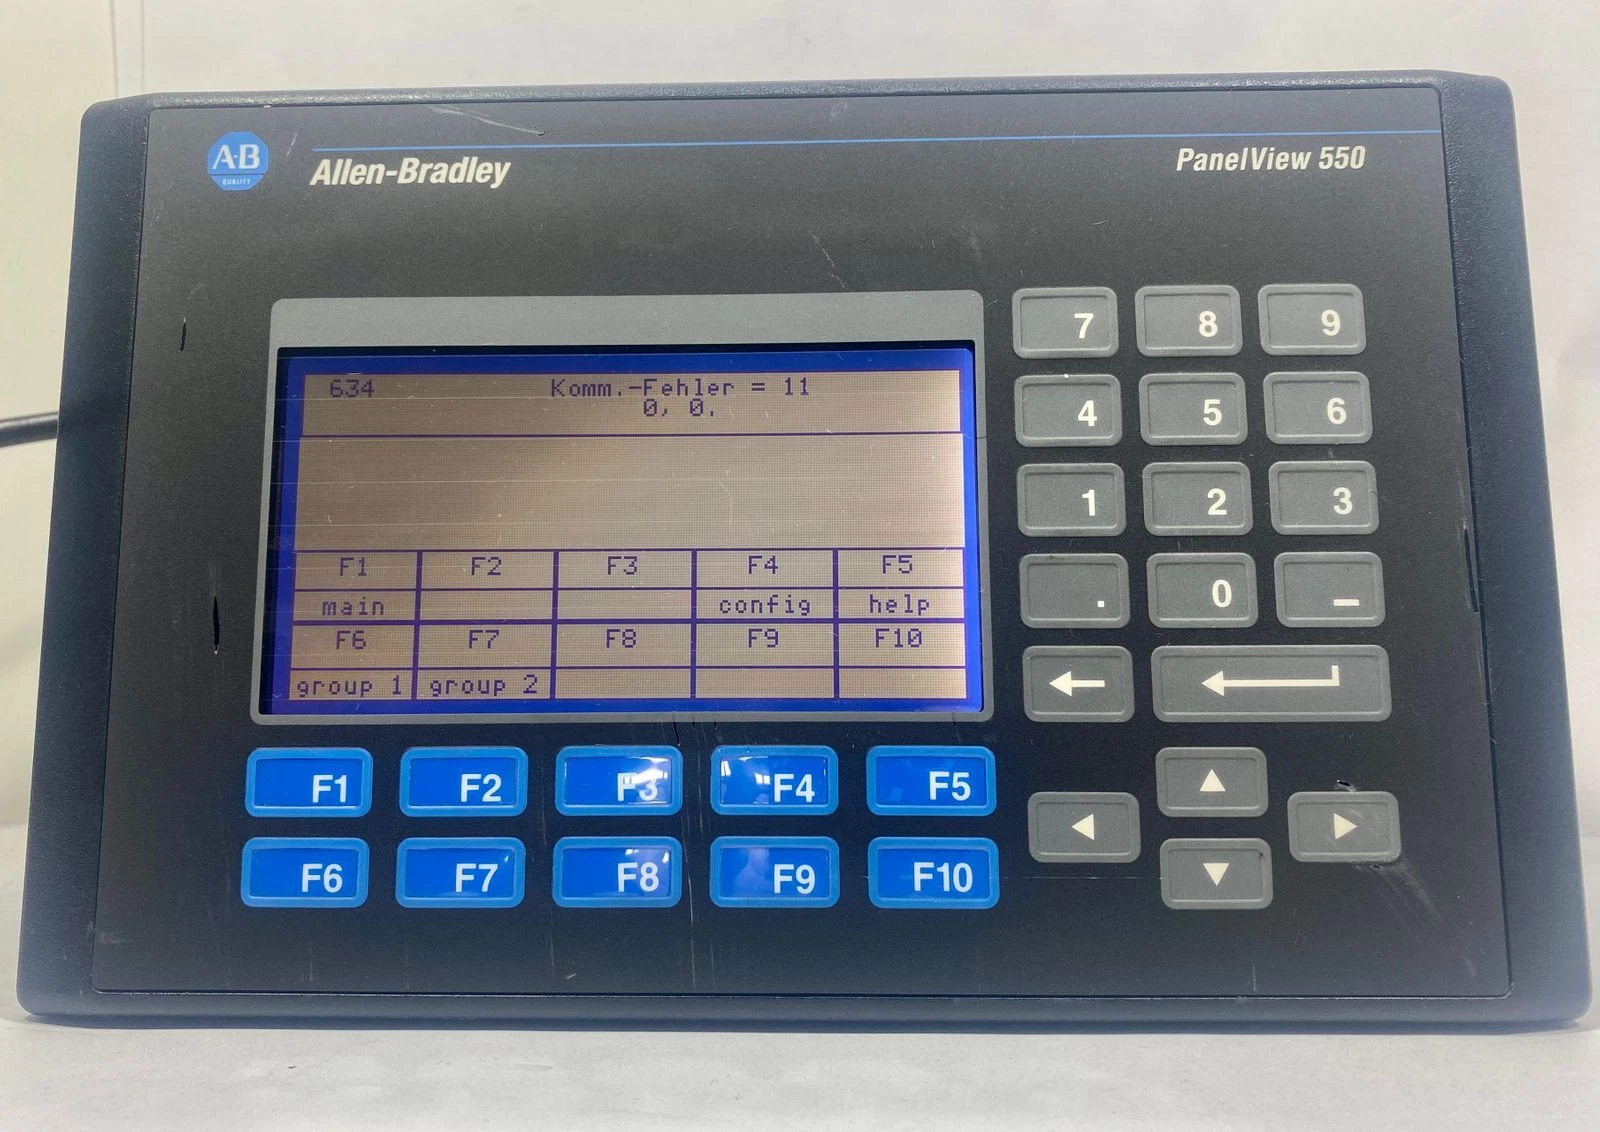 A·B
QUALITY
Allen-Bradley
PanelView 550
634 Komm.-Fehler = 11
0, 0.
F1 F2 F3 F4 F5
main config help
F6 F7 F8 F9 F10
group 1 group 2
7 8 9
4 5 6
1 2 3
. 0 –
F1 F2 F3 F4 F5
F6 F7 F8 F9 F10